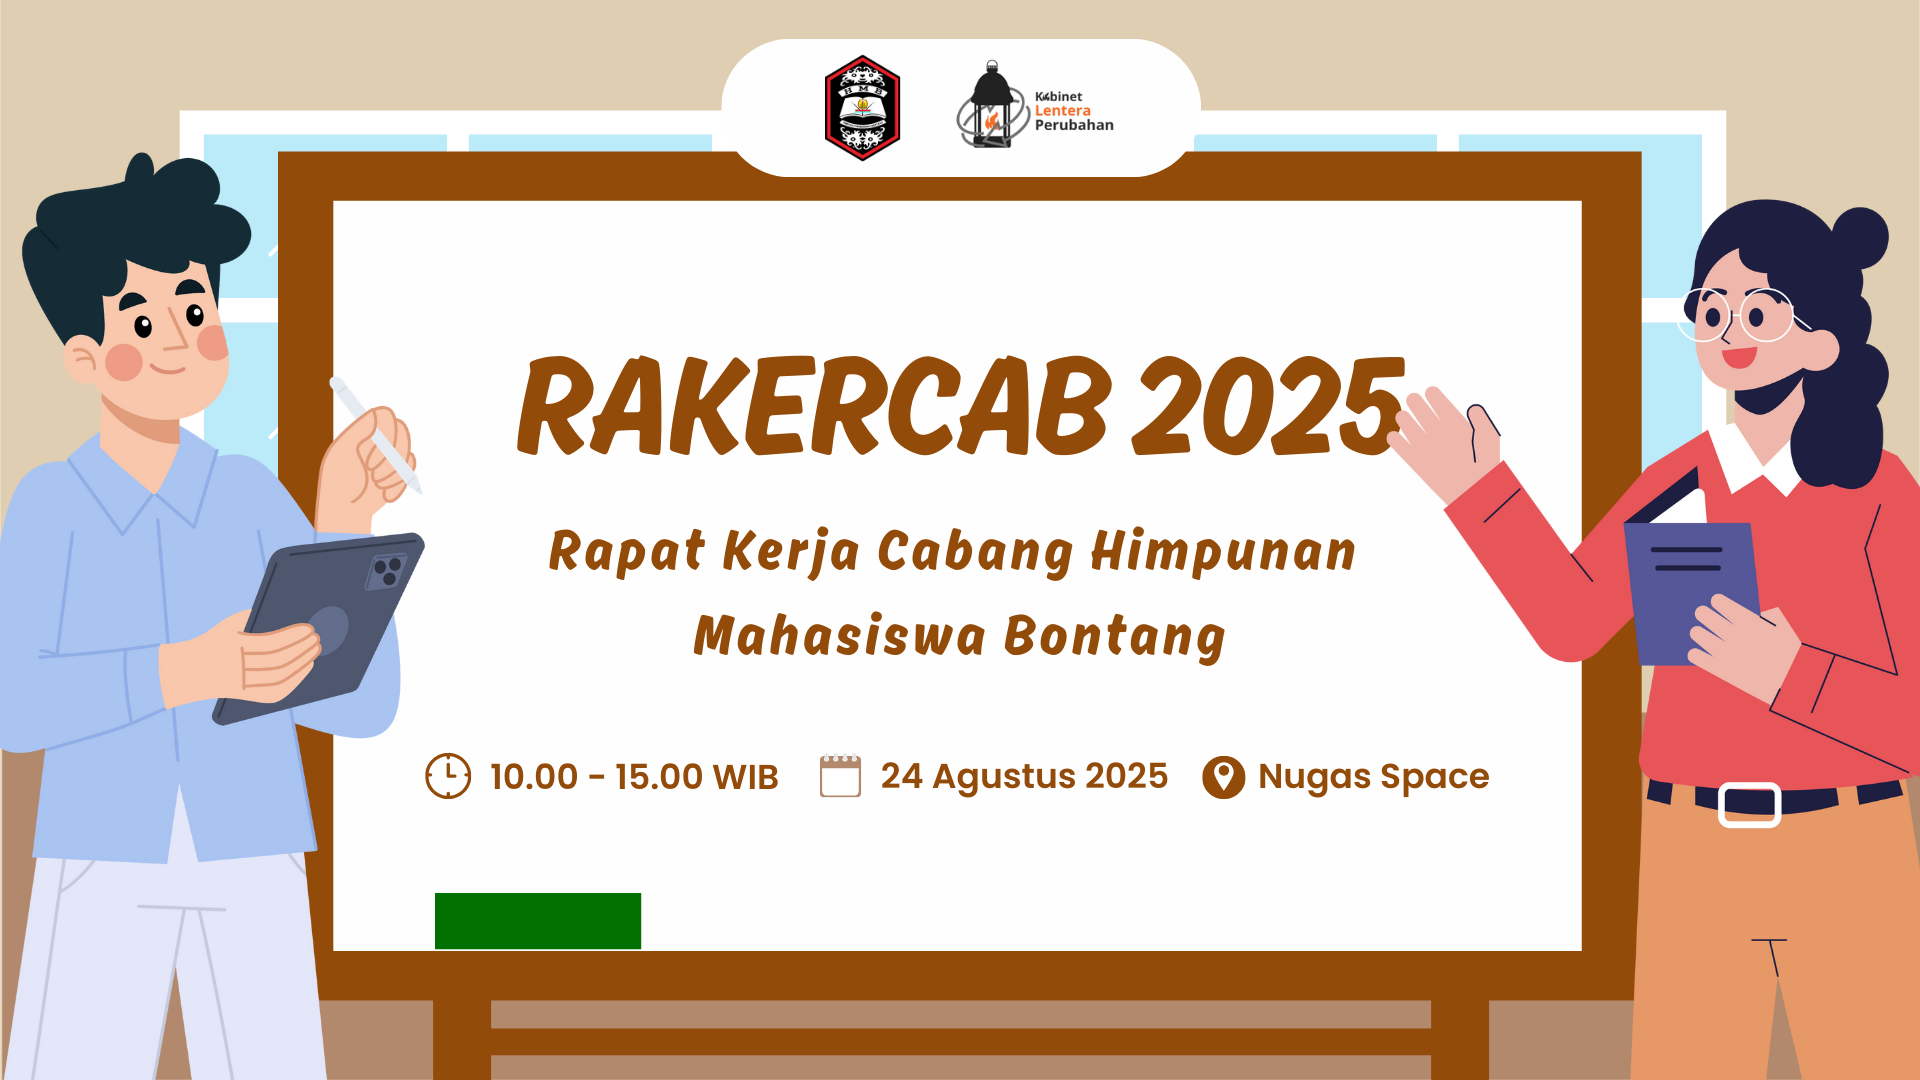 HMB
Kabinet
Lentera
Perubahan
RAKERCAB 2025
Rapat Kerja Cabang Himpunan
Mahasiswa Bontang
10.00 - 15.00 WIB
24 Agustus 2025
Nugas Space